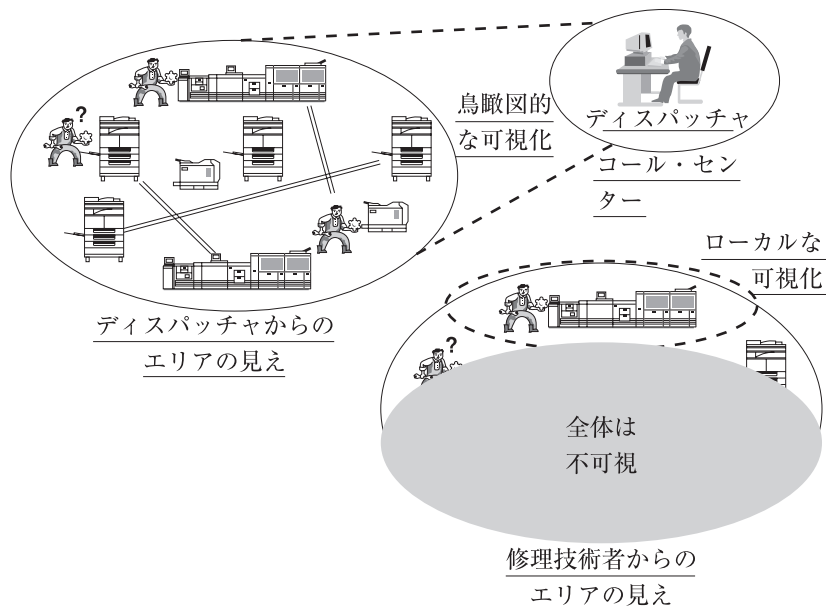 ?
鳥瞰図的
な可視化
ディスパッチャ
コール・セン
ター
ディスパッチャからの
エリアの見え
ローカルな
可視化
?
全体は
不可視
修理技術者からの
エリアの見え